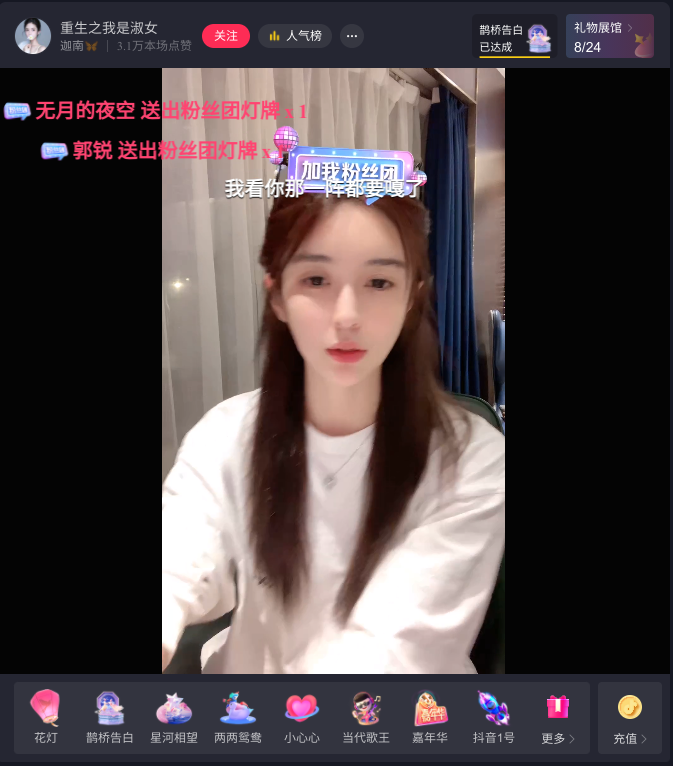 重生之我是淑女
迦南
3.1万本场点赞
关注
人气榜
鹊桥告白
已达成
礼物展馆
8/24
无月的夜空 送出粉丝团灯牌 x 1
郭锐 送出粉丝团灯牌 x
加我粉丝团
我看你那一阵都要嘎了
花灯
鹊桥告白
星河相望
两两鸳鸯
小心心
当代歌王
嘉年华
嘉年华
抖音1号
更多
充值